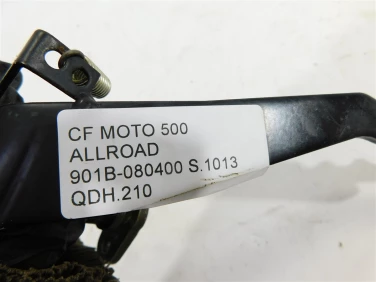 CF MOTO 500
ALLROAD
901B-080400 S.1013
QDH.210